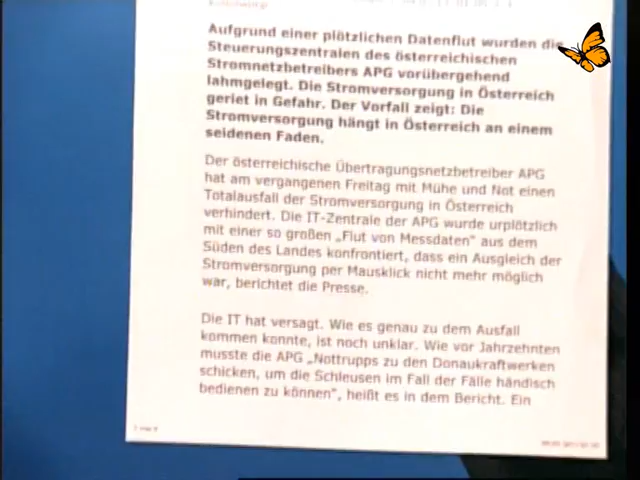 Aufgrund einer plötzlichen Datenflut wurden die
Steuerungszentralen des österreichischen
Stromnetzbetreibers APG vorübergehend
lahmgelegt. Die Stromversorgung in Österreich
geriet in Gefahr. Der Vorfall zeigt: Die
Stromversorgung hängt in Österreich an einem
seidenen Faden.
Der österreichische Übertragungsnetzbetreiber APG
hat am vergangenen Freitag mit Mühe und Not einen
Totalausfall der Stromversorgung in Österreich
verhindert. Die IT-Zentrale der APG wurde urplötzlich
mit einer so großen „Flut von Messdaten" aus dem
Süden des Landes konfrontiert, dass ein Ausgleich der
Stromversorgung per Mausklick nicht mehr möglich
war, berichtet die Presse.
Die IT hat versagt. Wie es genau zu dem Ausfall
kommen konnte, ist noch unklar. Wie vor Jahrzehnten
musste die APG „Nottrupps zu den Donaukraftwerken
schicken, um die Schleusen im Fall der Fälle händisch
bedienen zu können", heißt es in dem Bericht. Ein